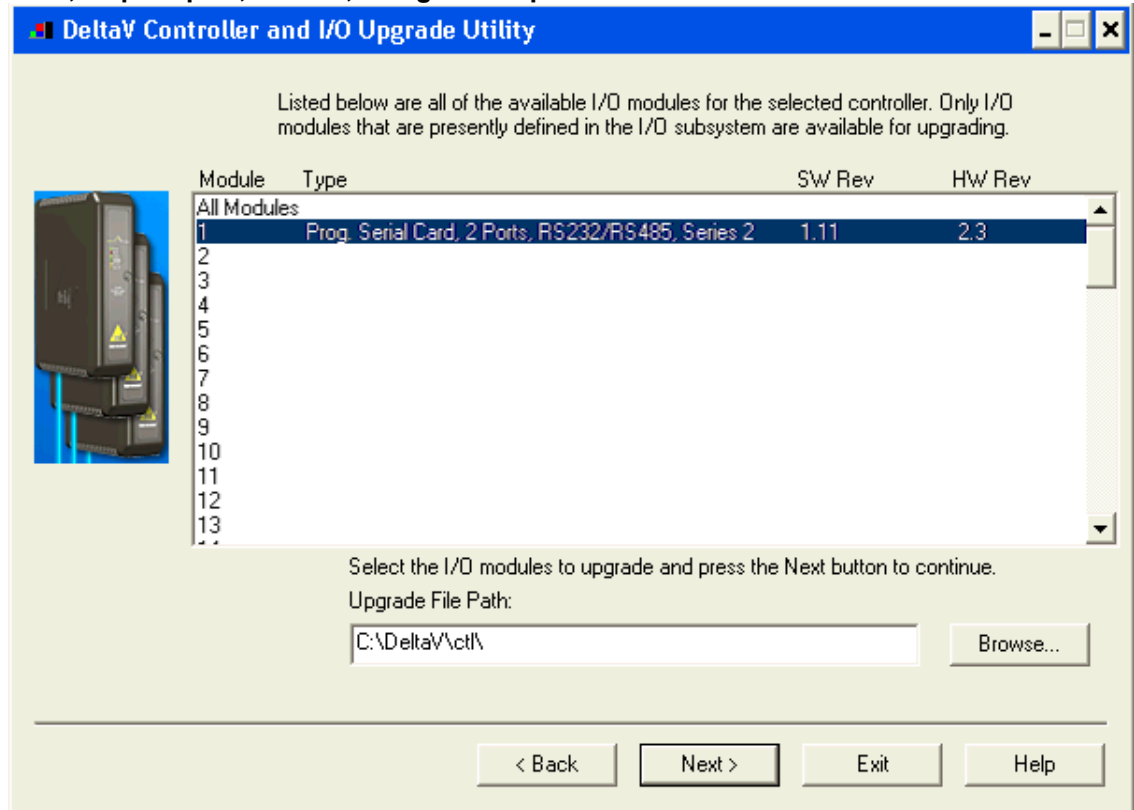 DeltaV Controller and I/O Upgrade Utility
Listed below are all of the available I/O modules for the selected controller. Only I/O
modules that are presently defined in the I/O subsystem are available for upgrading.
Module Type SW Rev HW Rev
All Modules
1 Prog. Serial Card, 2 Ports, RS232/RS485, Series 2 1.11 2.3
2
3
4
5
6
7
8
9
10
11
12
13
Select the I/O modules to upgrade and press the Next button to continue.
Upgrade File Path:
C:\DeltaV\ctl\
Browse...
< Back Next > Exit Help